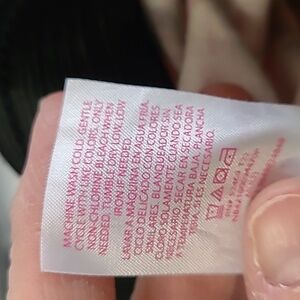 MACHINE WASH COLD, GENTLE
CYCLE WITH LIKE COLORS, ONLY
NON-CHLORINE BLEACH WHEN
NEEDED. TUMBLE DRY LOW, LOW
IRON IF NEEDED.
LAVAR A MAQUINA EN AGUA FRIA,
CICLO DELICADO CON COLORES
SIMILARES. BLANQUEADOR SIN
CLORO SOLAMENTE CUANDO SEA
NECESARIO. SECAR EN SECADORA
A TEMPERATURA BAJA, PLANCHA
TIBIA SI ES NECESARIO.